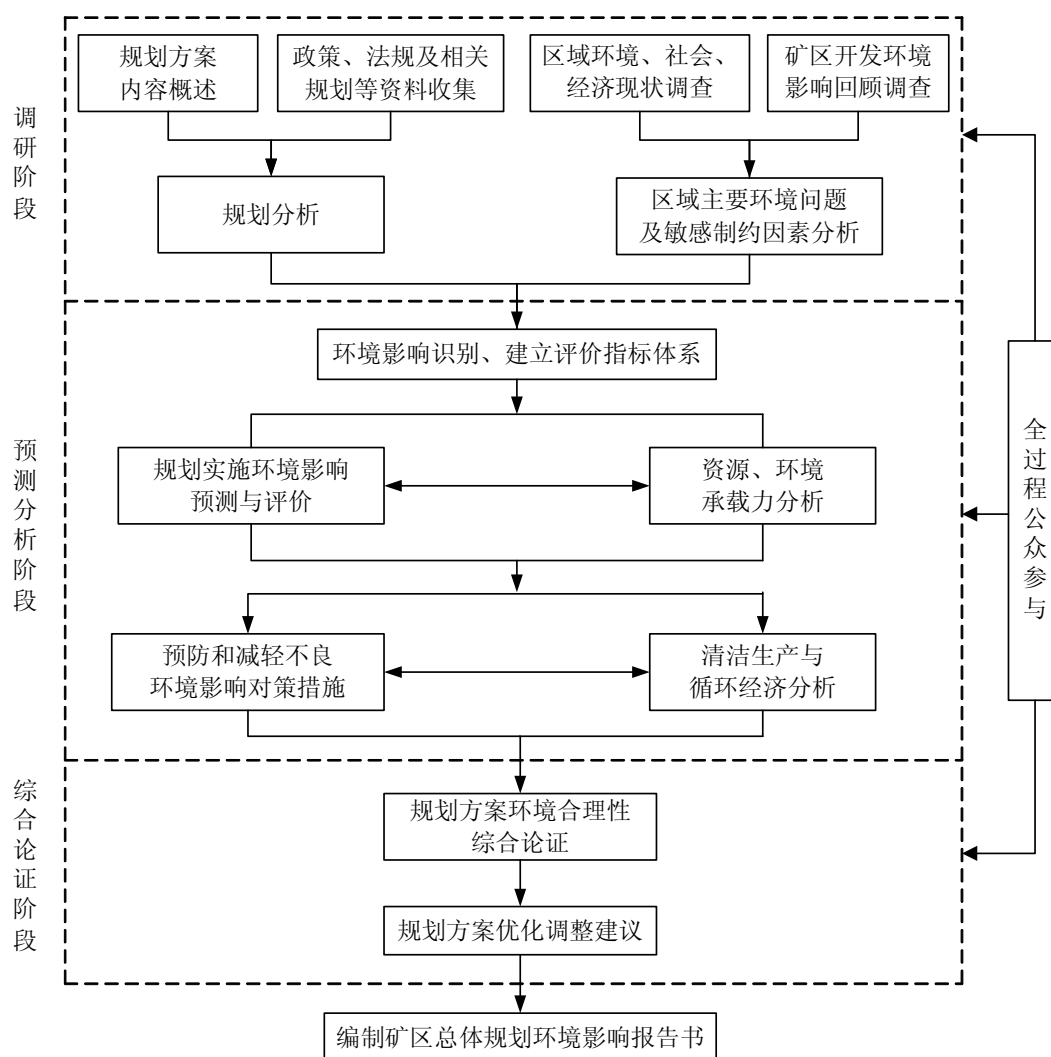 调研阶段
规划方案
内容概述
政策、法规及相关
规划等资料收集
区域环境、社会、
经济现状调查
矿区开发环境
影响回顾调查
规划分析
区域主要环境问题
及敏感制约因素分析
预测分析阶段
环境影响识别、建立评价指标体系
规划实施环境影响
预测与评价
资源、环境
承载力分析
预防和减轻不良
环境影响对策措施
清洁生产与
循环经济分析
全过程公众参与
综合论证阶段
规划方案环境合理性
综合论证
规划方案优化调整建议
编制矿区总体规划环境影响报告书